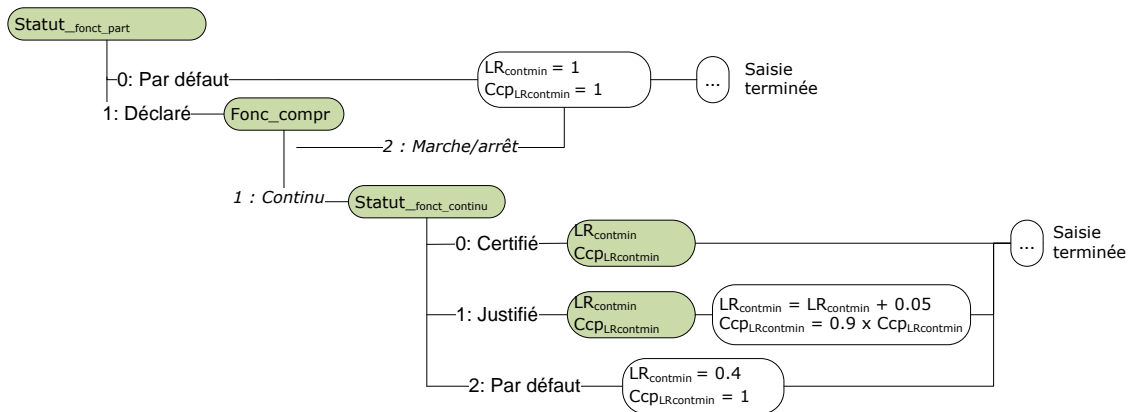 Statut_fonct_part
0: Par défaut
LRcontmin = 1
CcpLRcontmin = 1
...
Saisie
terminée
1: Déclaré
Fonc_compr
2 : Marche/arrêt
1 : Continu
Statut_fonct_continu
0: Certifié
LRcontmin
CcpLRcontmin
...
Saisie
terminée
1: Justifié
LRcontmin
CcpLRcontmin
LRcontmin = LRcontmin + 0.05
CcpLRcontmin = 0.9 x CcpLRcontmin
2: Par défaut
LRcontmin = 0.4
CcpLRcontmin = 1